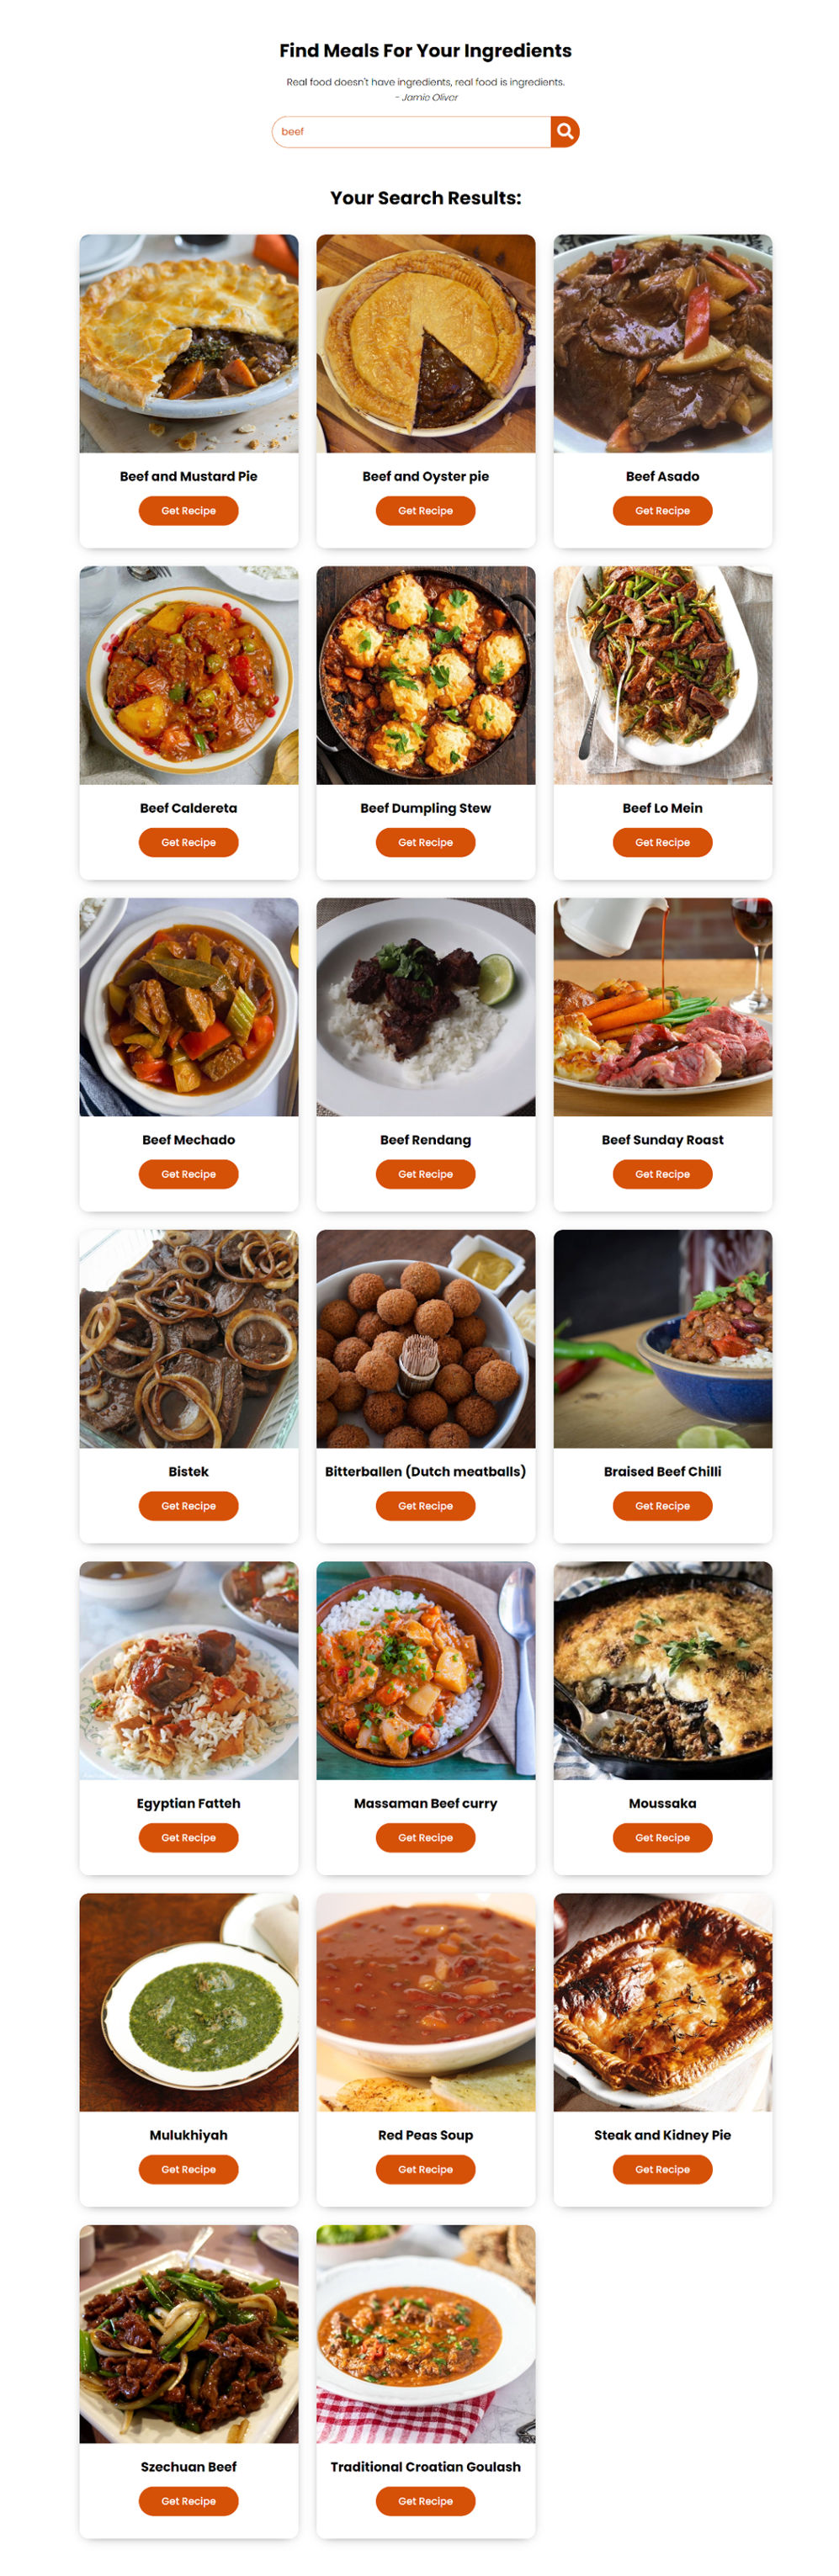 Find Meals For Your Ingredients
Real food doesn't have ingredients, real food is ingredients.
- Jamie Oliver
beef
Your Search Results:
Beef and Mustard Pie
Get Recipe
Beef and Oyster pie
Get Recipe
Beef Asado
Get Recipe
Beef Caldereta
Get Recipe
Beef Dumpling Stew
Get Recipe
Beef Lo Mein
Get Recipe
Beef Mechado
Get Recipe
Beef Rendang
Get Recipe
Beef Sunday Roast
Get Recipe
Bistek
Get Recipe
Bitterballen (Dutch meatballs)
Get Recipe
Braised Beef Chilli
Get Recipe
Egyptian Fatteh
Get Recipe
Massaman Beef curry
Get Recipe
Moussaka
Get Recipe
Mulukhiyah
Get Recipe
Red Peas Soup
Get Recipe
Steak and Kidney Pie
Get Recipe
Szechuan Beef
Get Recipe
Traditional Croatian Goulash
Get Recipe